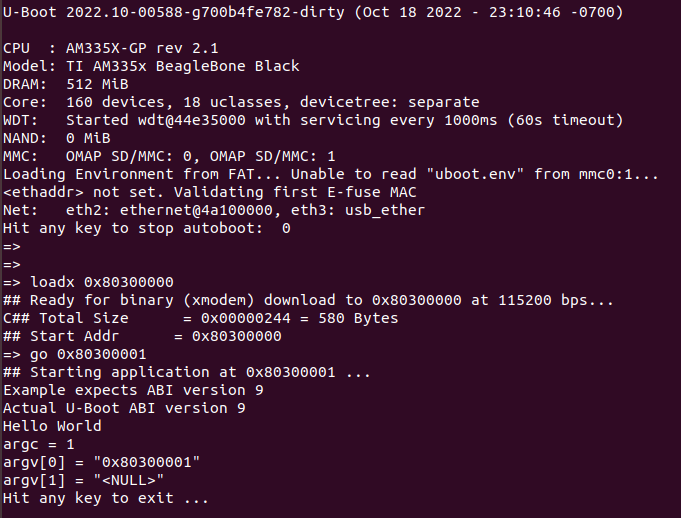 U-Boot 2022.10-00588-g700b4fe782-dirty (Oct 18 2022 - 23:10:46 -0700)
CPU  : AM335X-GP rev 2.1
Model: TI AM335x BeagleBone Black
DRAM:  512 MiB
Core:  160 devices, 18 uclasses, devicetree: separate
WDT:   Started wdt@44e35000 with servicing every 1000ms (60s timeout)
NAND:  0 MiB
MMC:   OMAP SD/MMC: 0, OMAP SD/MMC: 1
Loading Environment from FAT... Unable to read "uboot.env" from mmc0:1...
<ethaddr> not set. Validating first E-fuse MAC
Net:   eth2: ethernet@4a100000, eth3: usb_ether
Hit any key to stop autoboot:  0
=>
=>
=> loadx 0x80300000
## Ready for binary (xmodem) download to 0x80300000 at 115200 bps...
C## Total Size      = 0x00000244 = 580 Bytes
## Start Addr      = 0x80300000
=> go 0x80300001
## Starting application at 0x80300001 ...
Example expects ABI version 9
Actual U-Boot ABI version 9
Hello World
argc = 1
argv[0] = "0x80300001"
argv[1] = "<NULL>"
Hit any key to exit ...